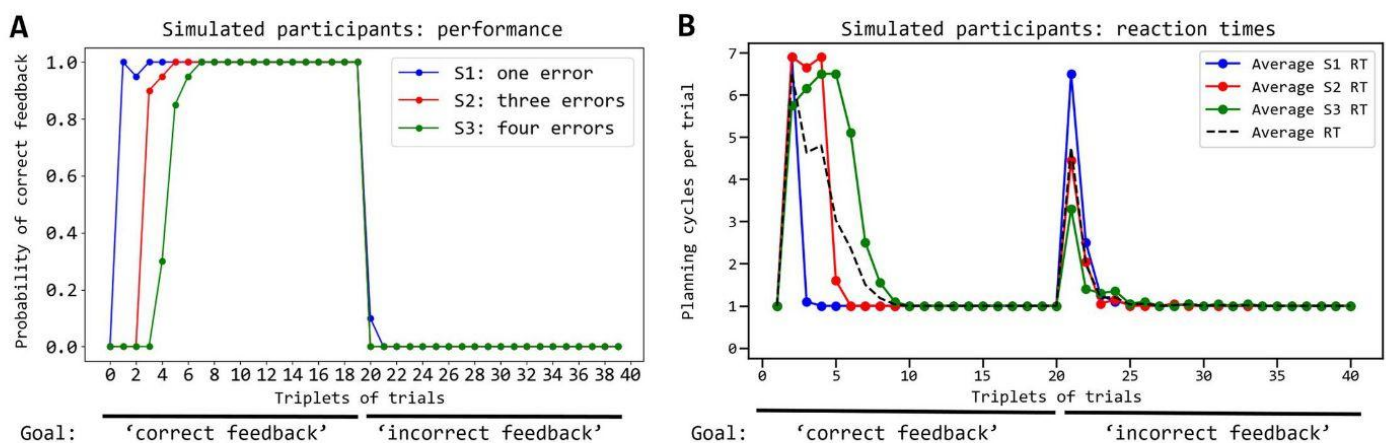 A
Simulated participants: performance
Probability of correct feedback
1.0
0.8
0.6
0.4
0.2
0.0
S1: one error
S2: three errors
S3: four errors
0 2 4 6 8 10 12 14 16 18 20 22 24 26 28 30 32 34 36 38 40
Triplets of trials
Goal: ‘correct feedback’ ‘incorrect feedback’
B
Simulated participants: reaction times
Planning cycles per trial
7
6
5
4
3
2
1
0
Average S1 RT
Average S2 RT
Average S3 RT
Average RT
0 5 10 15 20 25 30 35 40
Triplets of trials
Goal: ‘correct feedback’ ‘incorrect feedback’